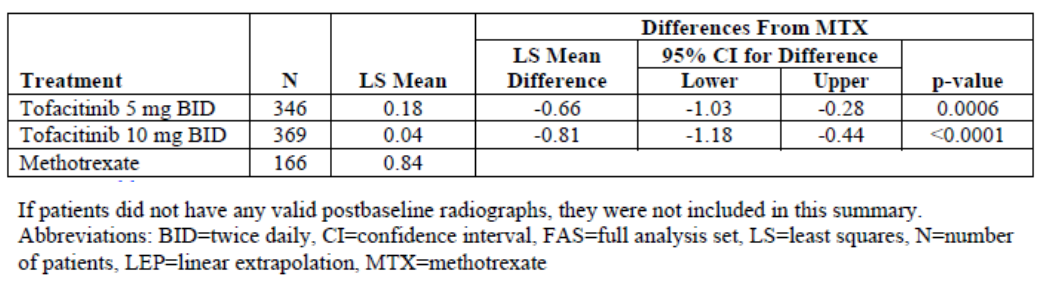 Differences From MTX
LS Mean 95% CI for Difference
Treatment N LS Mean Difference Lower Upper p-value
Tofacitinib 5 mg BID 346 0.18 -0.66 -1.03 -0.28 0.0006
Tofacitinib 10 mg BID 369 0.04 -0.81 -1.18 -0.44 <0.0001
Methotrexate 166 0.84
If patients did not have any valid postbaseline radiographs, they were not included in this summary.
Abbreviations: BID=twice daily, CI=confidence interval, FAS=full analysis set, LS=least squares, N=number
of patients, LEP=linear extrapolation, MTX=methotrexate